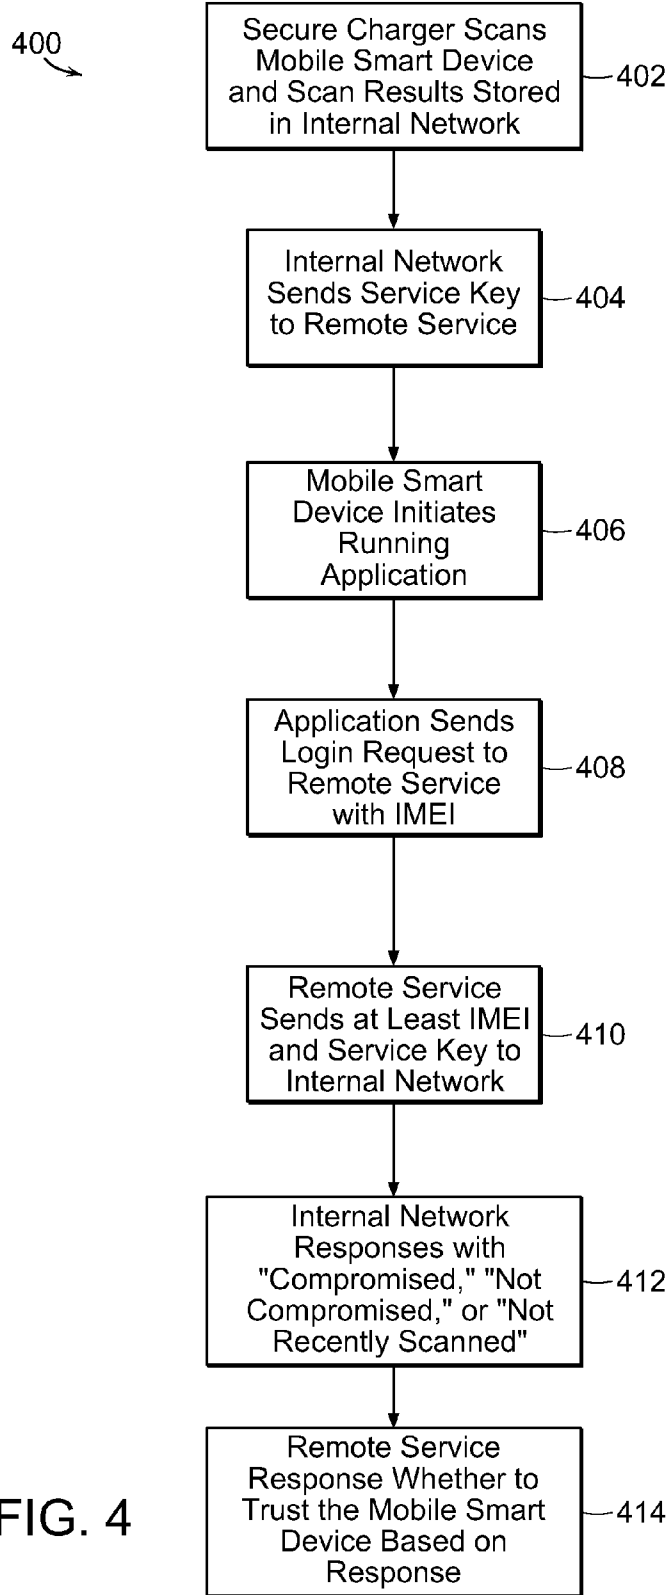 400
Secure Charger Scans
Mobile Smart Device
and Scan Results Stored
in Internal Network
402
Internal Network
Sends Service Key
to Remote Service
404
Mobile Smart
Device Initiates
Running
Application
406
Application Sends
Login Request to
Remote Service
with IMEI
408
Remote Service
Sends at Least IMEI
and Service Key to
Internal Network
410
Internal Network
Responses with
"Compromised," "Not
Compromised," or "Not
Recently Scanned"
412
Remote Service
Response Whether to
Trust the Mobile Smart
Device Based on
Response
414
FIG. 4